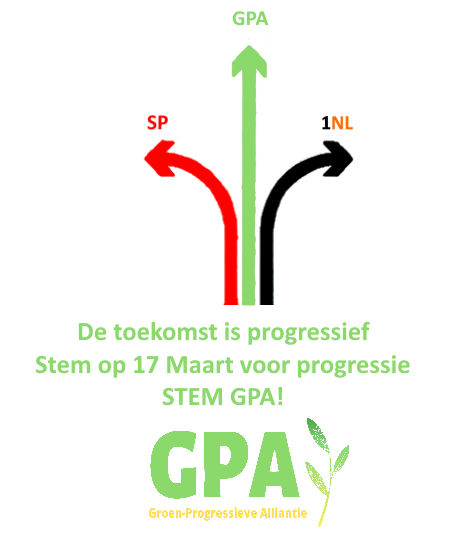 GPA
SP
1NL
De toekomst is progressief
Stem op 17 Maart voor progressie
STEM GPA!
GPA
Groen-Progressieve Alliantie